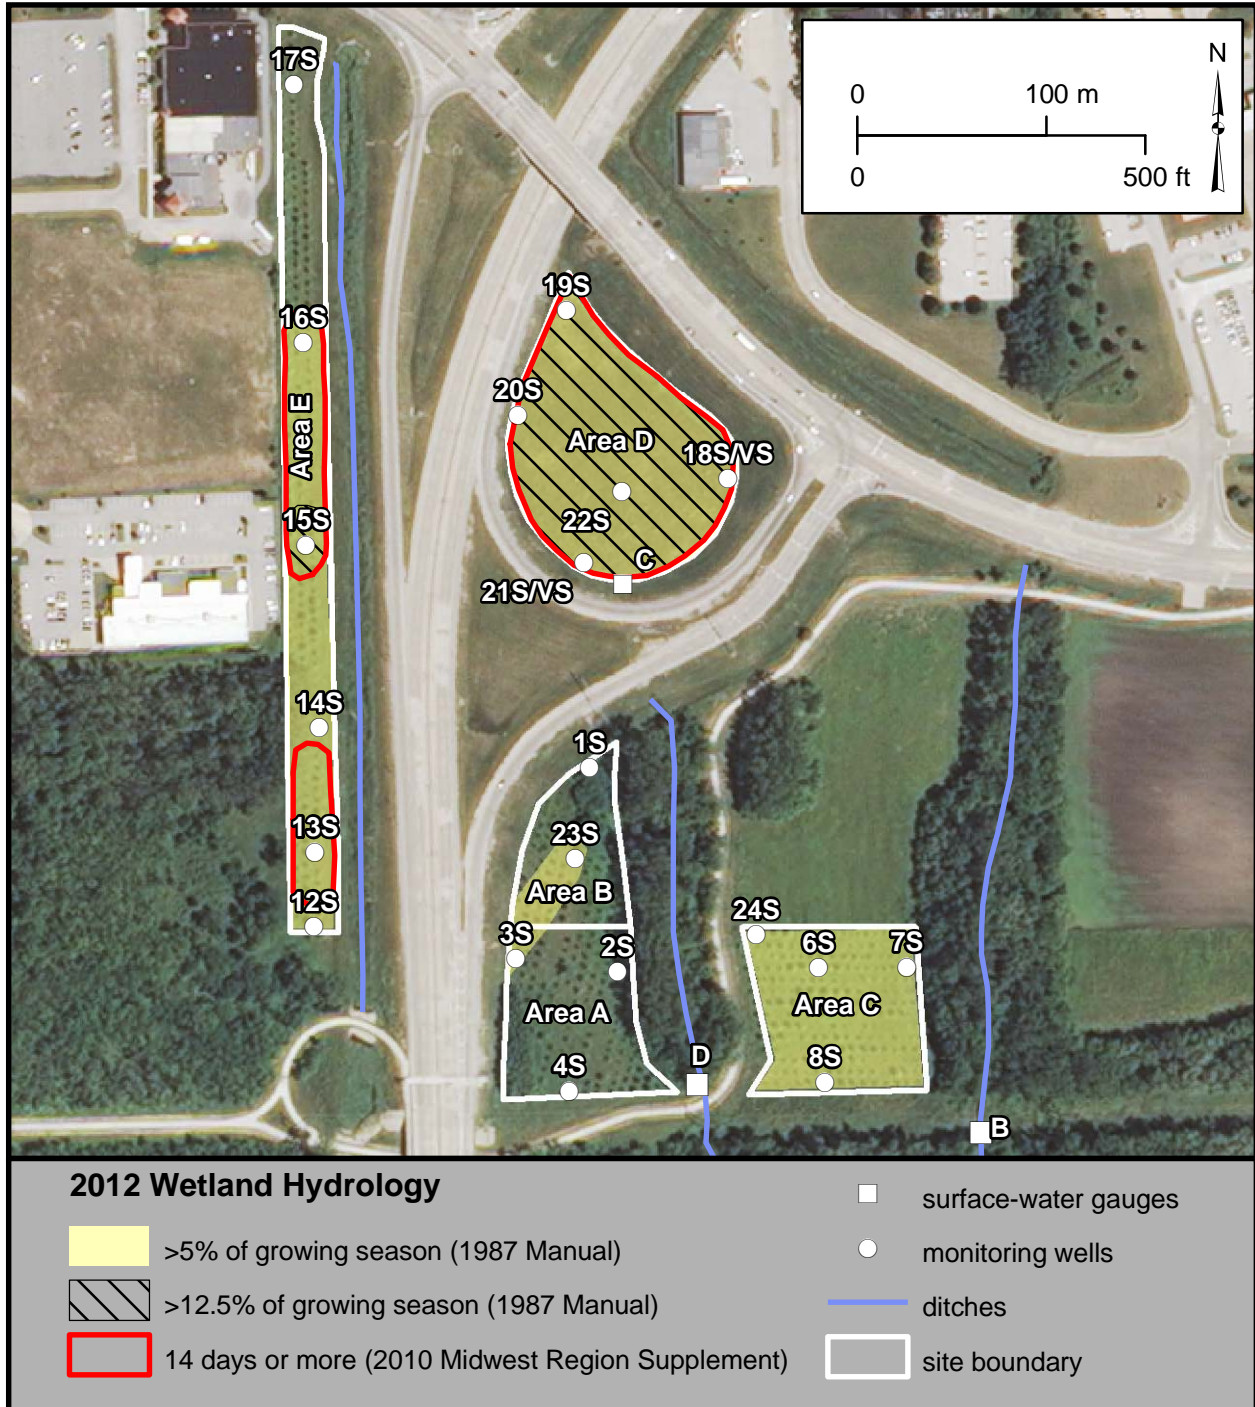 17S
N
0 100 m
0 500 ft
19S
16S
20S
Area E
Area D
18S/VS
15S
22S
C
21S/VS
14S
1S
13S
23S
Area B
12S
24S
3S
2S
6S
7S
Area A
Area C
4S
D
8S
B
2012 Wetland Hydrology
>5% of growing season (1987 Manual)
>12.5% of growing season (1987 Manual)
14 days or more (2010 Midwest Region Supplement)
surface-water gauges
monitoring wells
ditches
site boundary